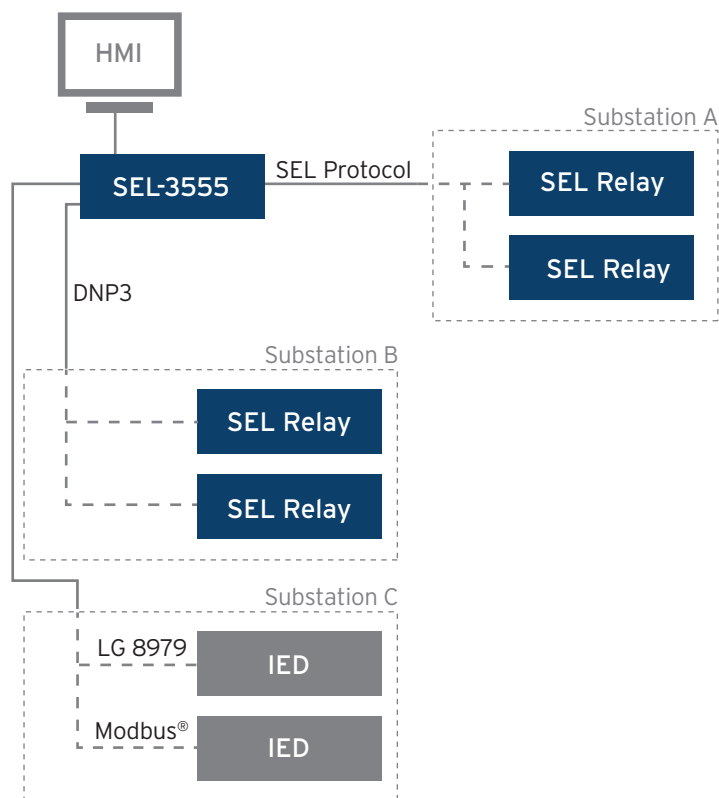 HMI
Substation A
SEL-3555
SEL Protocol
SEL Relay
SEL Relay
DNP3
Substation B
SEL Relay
SEL Relay
Substation C
LG 8979
IED
Modbus®
IED